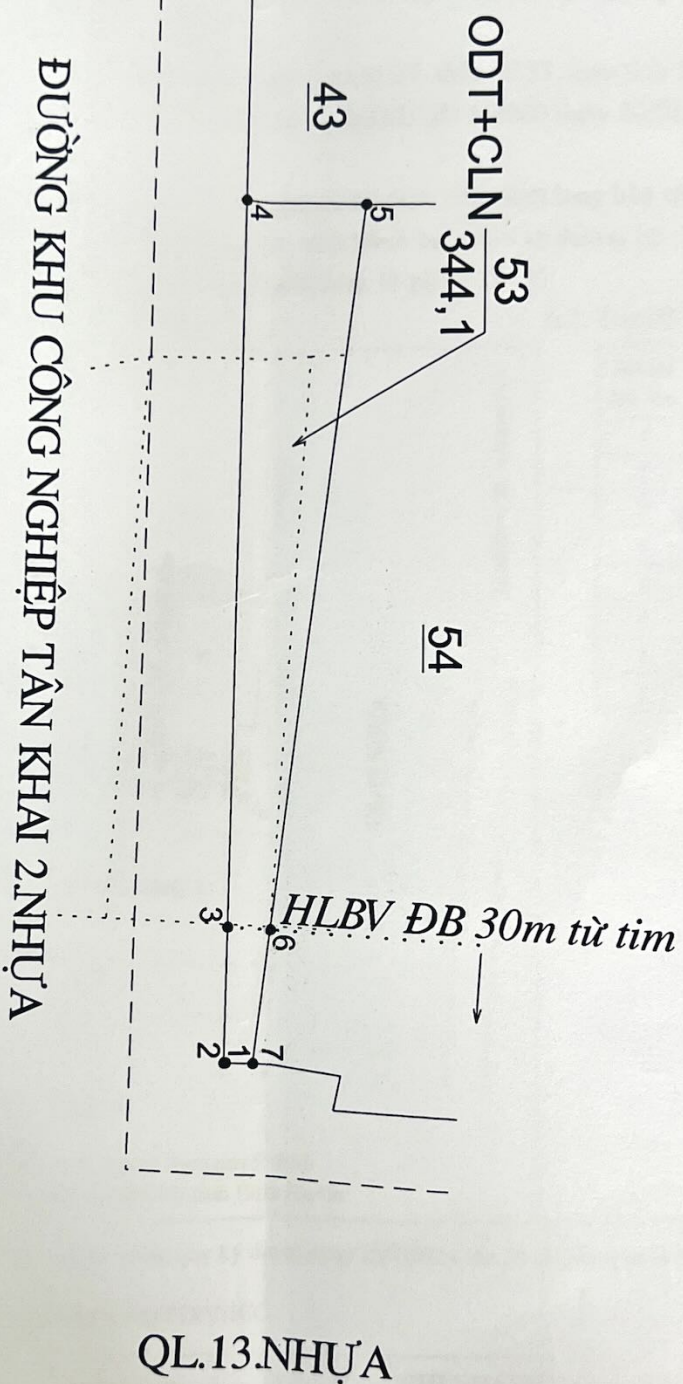 ODT+CLN
53
344,1
43
5
4
54
ĐƯỜNG KHU CÔNG NGHIỆP TÂN KHAI 2.NHỰA
HLBV ĐB 30m từ tim
3
6
2
1
7
QL.13.NHỰA